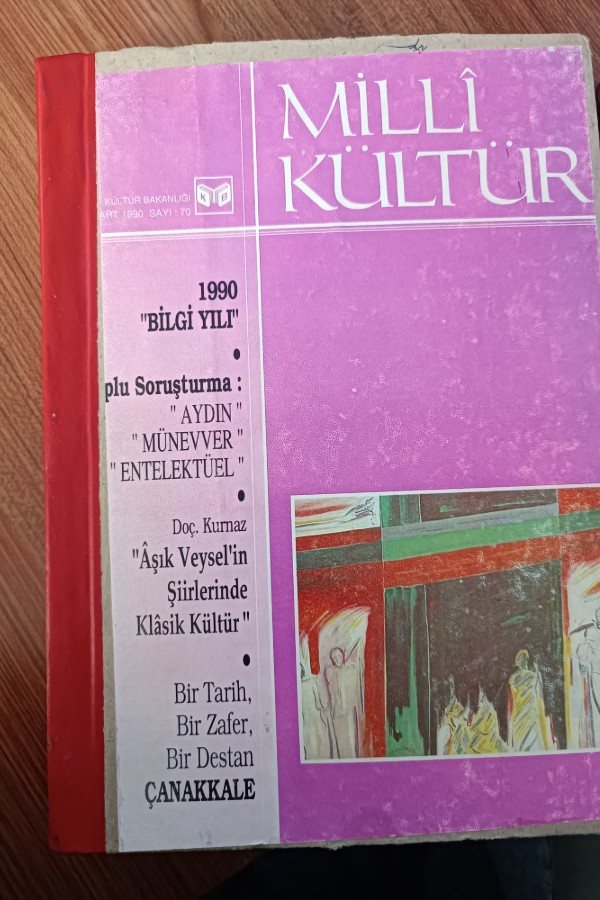 MİLLÎ
KÜLTÜR
KÜLTÜR BAKANLIĞI
ART 1990 SAYI : 70
1990
"BİLGİ YILI"
plu Soruşturma :
" AYDIN "
" MÜNEVVER "
" ENTELEKTÜEL "
Doç. Kurnaz
"Âşık Veysel'in
Şiirlerinde
Klâsik Kültür"
Bir Tarih,
Bir Zafer,
Bir Destan
ÇANAKKALE